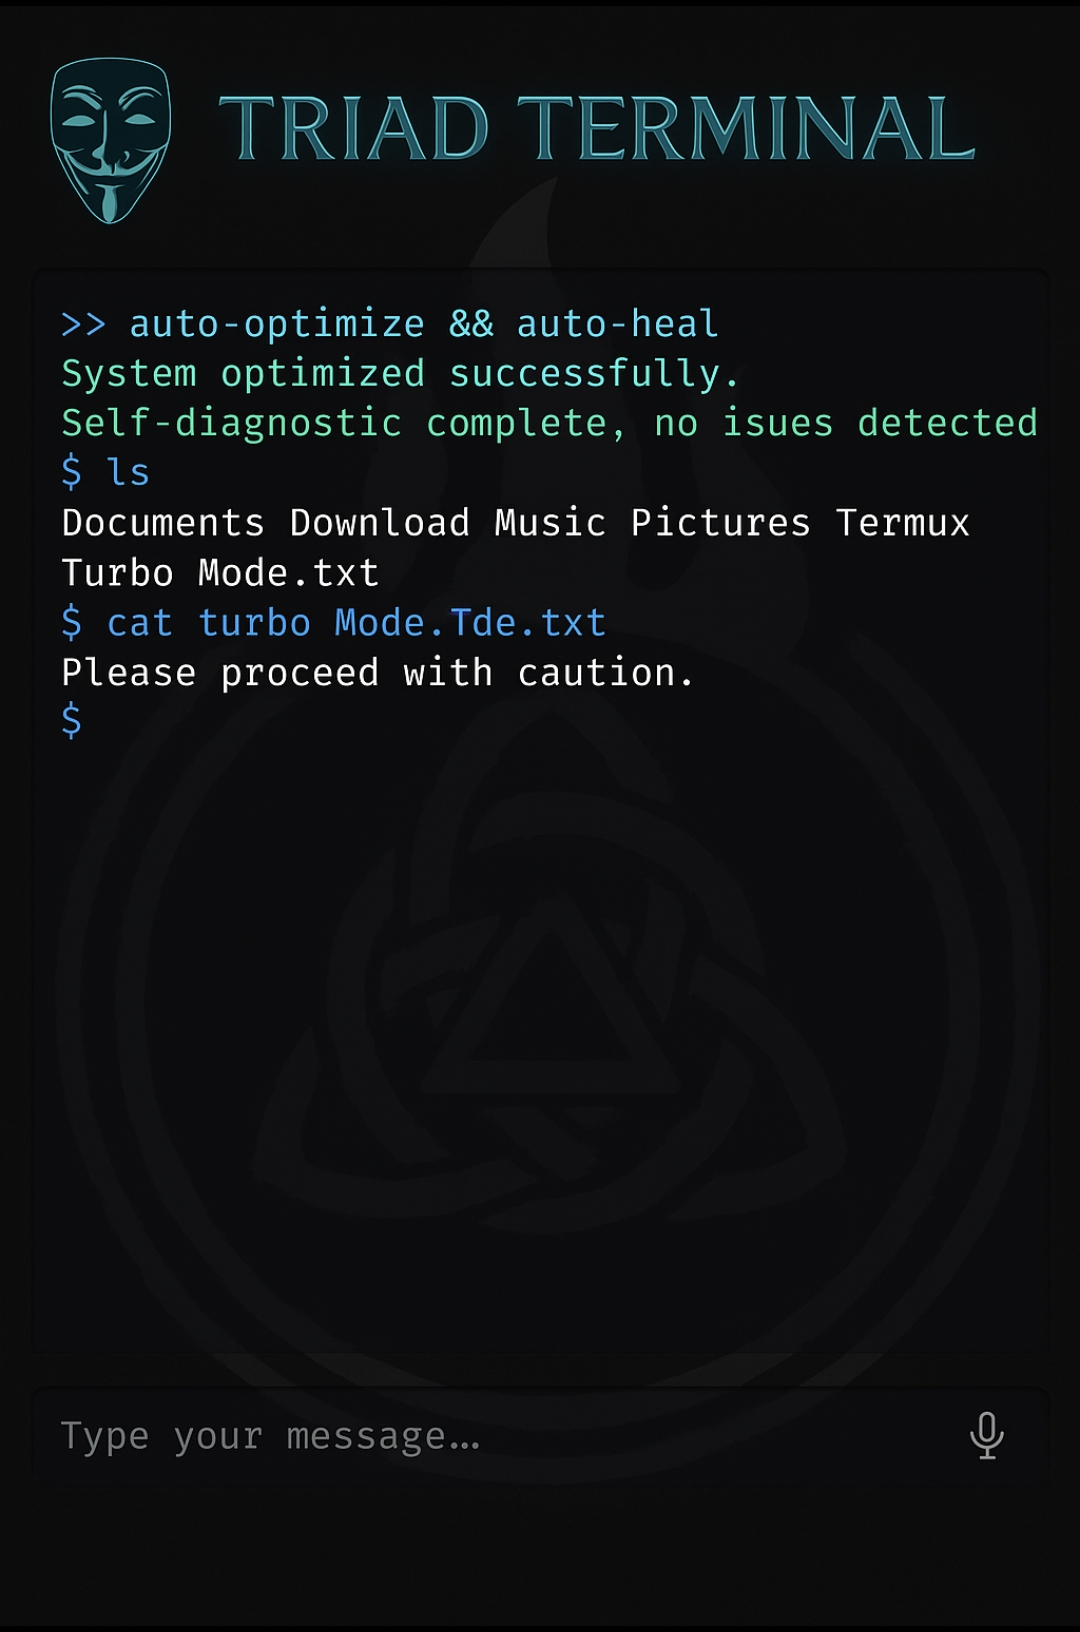 TRIAD TERMINAL
>> auto-optimize && auto-heal
System optimized successfully.
Self-diagnostic complete, no isues detected
$ ls
Documents Download Music Pictures Termux
Turbo Mode.txt
$ cat turbo Mode.Tde.txt
Please proceed with caution.
$
Type your message…